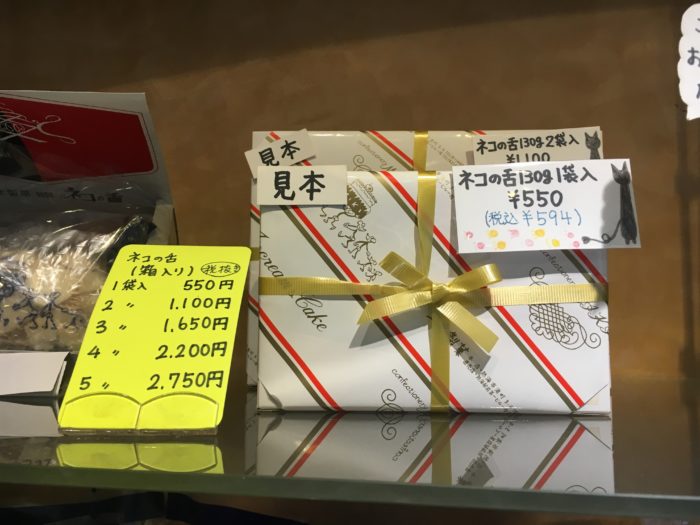 ネコの舌
(箱入り) 税抜き
1袋入 550円
2 〃 1.100円
3 〃 1.650円
4 〃 2.200円
5 〃 2.750円
見本
ネコの舌130g2袋入
¥1,100
見本
ネコの舌130g1袋入
¥550
(税込¥594)
Cake
confectionery